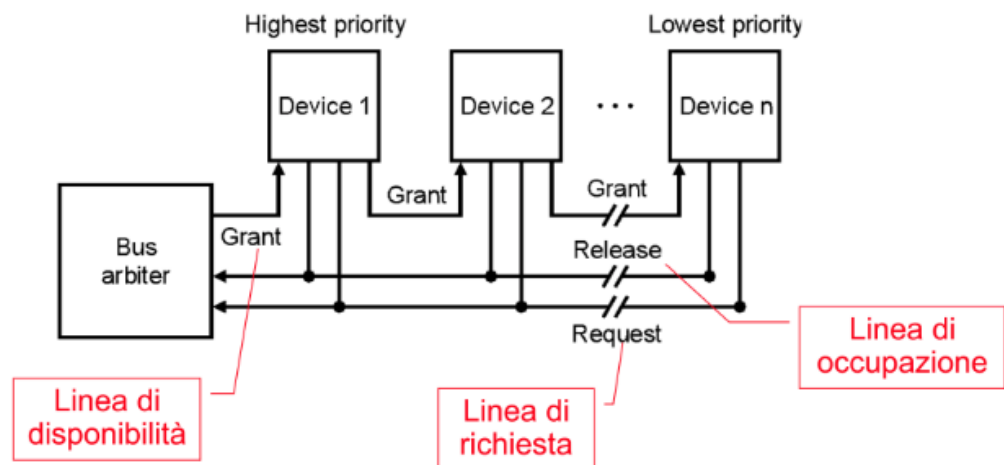 Highest priority
Lowest priority
Device 1
Device 2
...
Device n
Grant
Grant
Bus
arbiter
Grant
Release
Request
Linea di
occupazione
Linea di
disponibilità
Linea di
richiesta